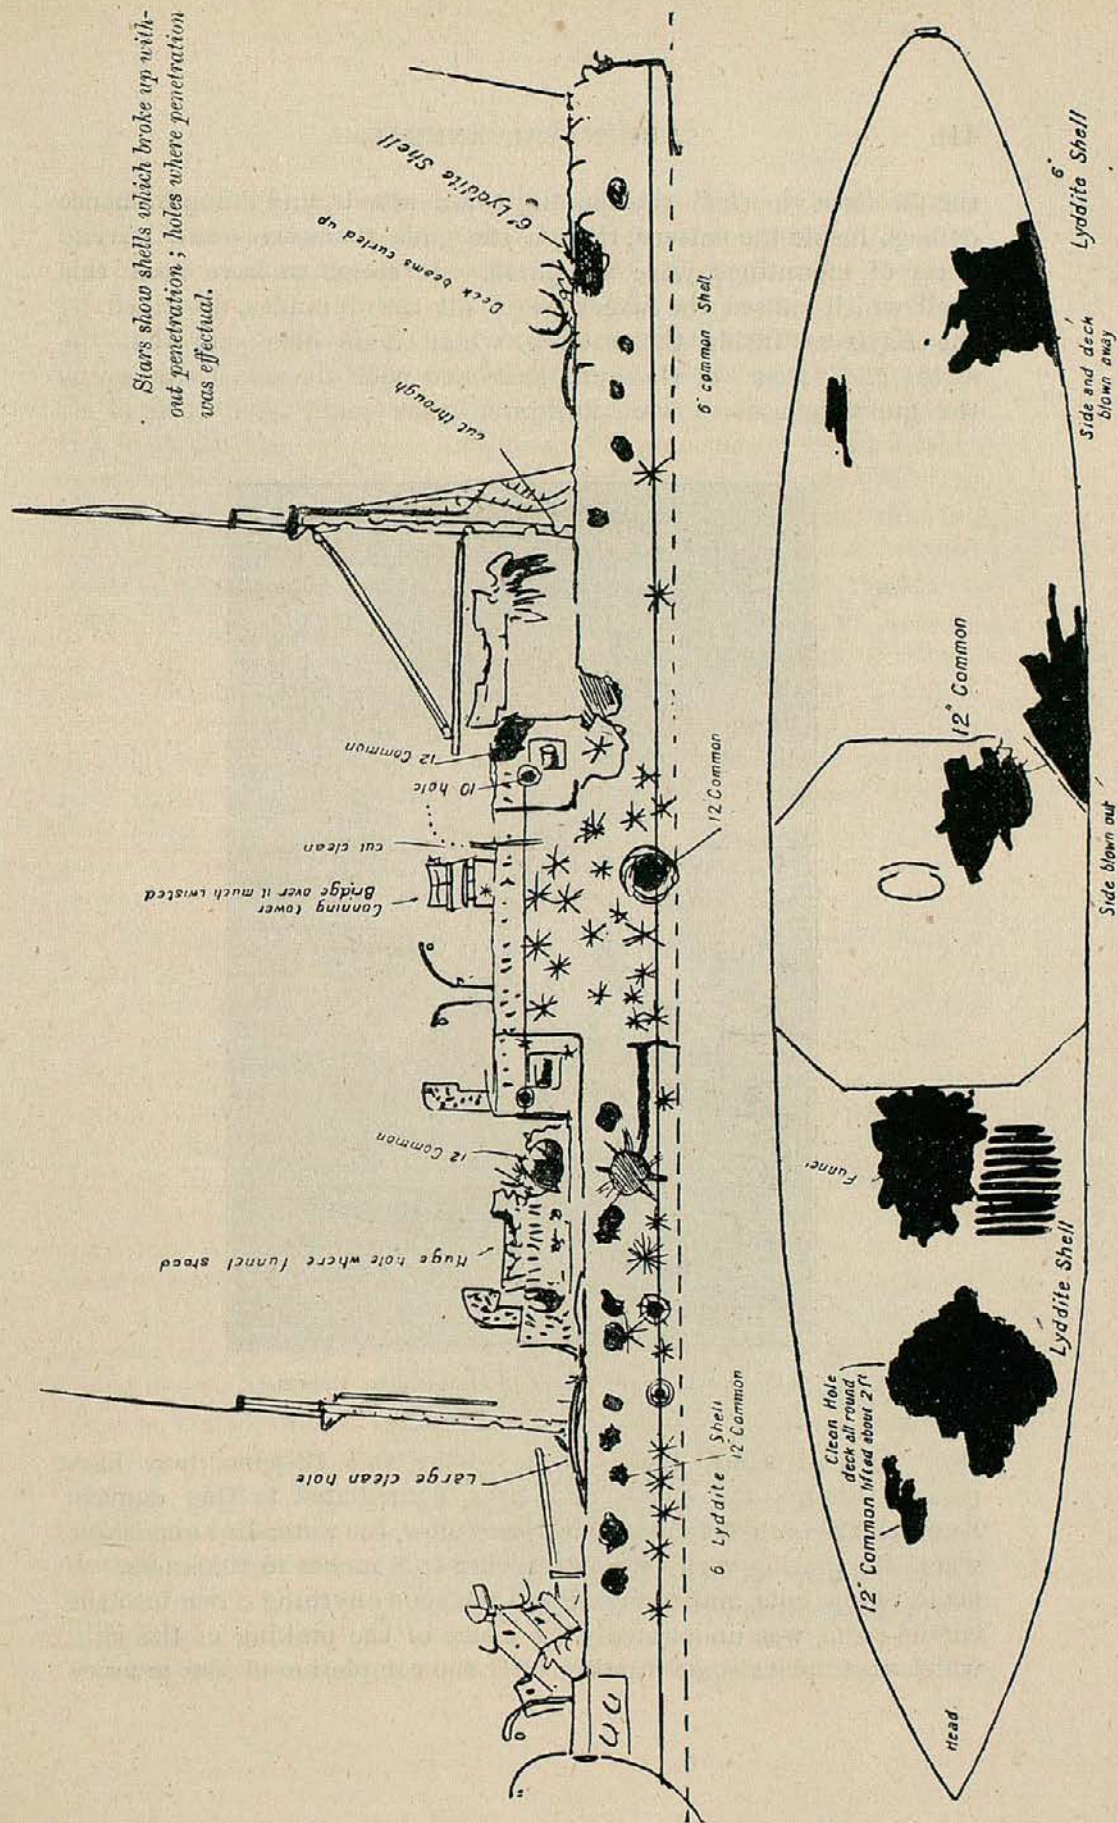 Stars show shells which broke up with-
out penetration; holes where penetration
was effectual.
6" Lyddite Shell
Deck beams curled up
cut through
6" common Shell
12 Common
10 hole
cut clean
Conning tower
Bridge over it much twisted
12 Common
12 Common
Huge hole where funnel stood
Large clean hole
6 Lyddite Shell
12" Common
6"
Lyddite Shell
Side and deck
blown away
12" Common
Side blown out
Funnel
Lyddite Shell
Clean Hole
deck all round
12" Common lifted about 2 ft
Head